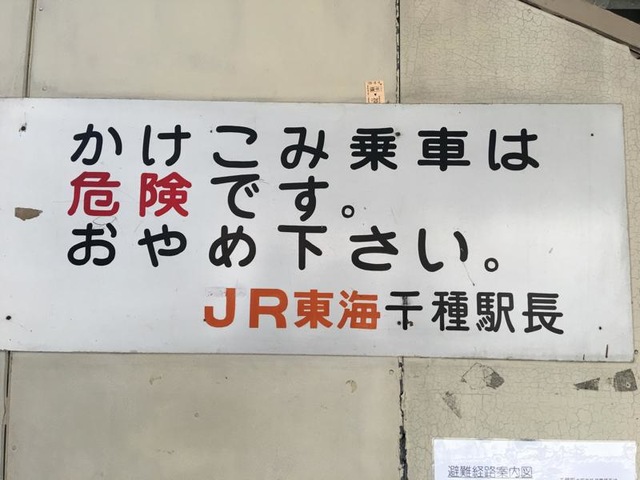 かけこみ乗車は
危険です。
おやめ下さい。
JR東海千種駅長
避難経路案内図